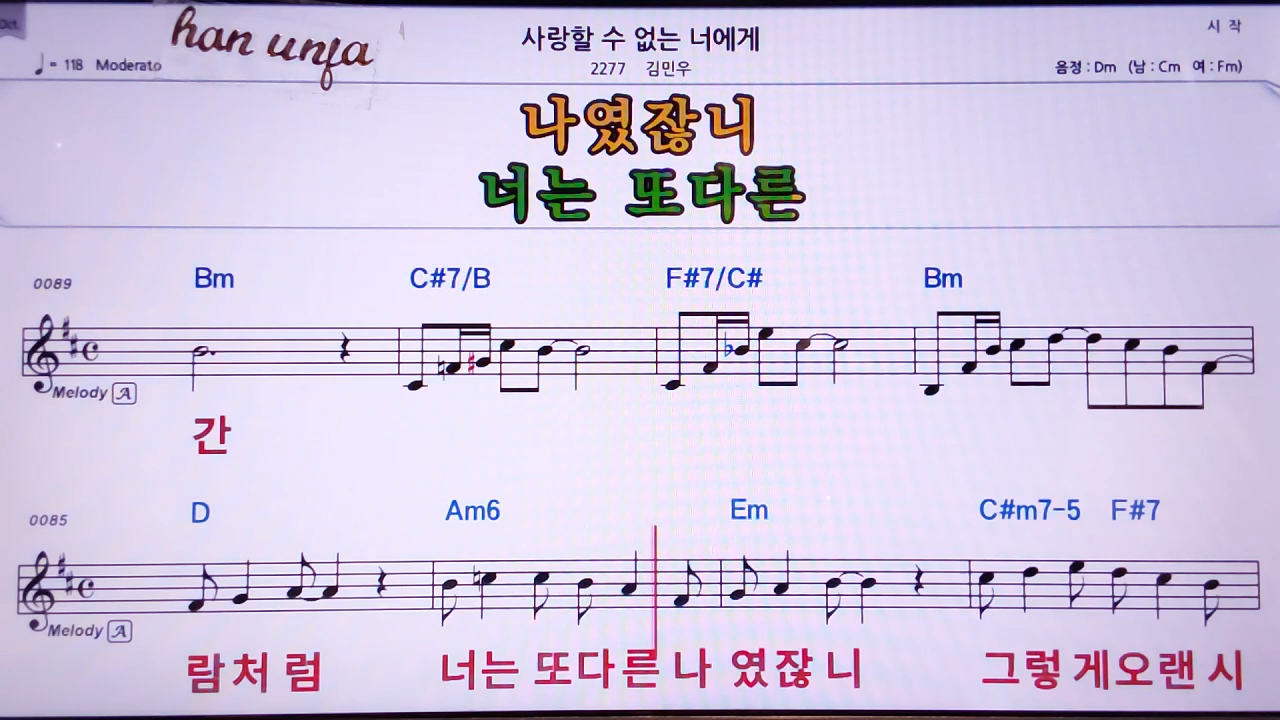 han unfa
♩= 118 Moderato
사랑할 수 없는 너에게
2277 김민우
시 작
음정 : Dm (남 : Cm 여 : Fm)
나였잖니
너는 또다른
0089 Bm C#7/B F#7/C# Bm
Melody A
간
0085 D Am6 Em C#m7-5 F#7
Melody A
람처 럼 너는 또다른 나 였잖 니 그렇 게오랜 시